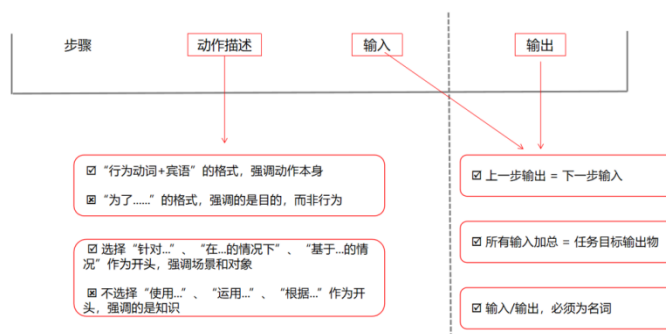 步骤
动作描述
输入
输出
☑ “行为动词+宾语”的格式，强调动作本身
☒ “为了……”的格式，强调的是目的，而非行为
☑ 选择“针对...”、“在...的情况下”、“基于...的情
况”作为开头，强调场景和对象
☒ 不选择“使用...”、“运用...”、“根据...”作为开
头，强调的是知识
☑ 上一步输出 = 下一步输入
☑ 所有输入加总 = 任务目标输出物
☑ 输入/输出，必须为名词